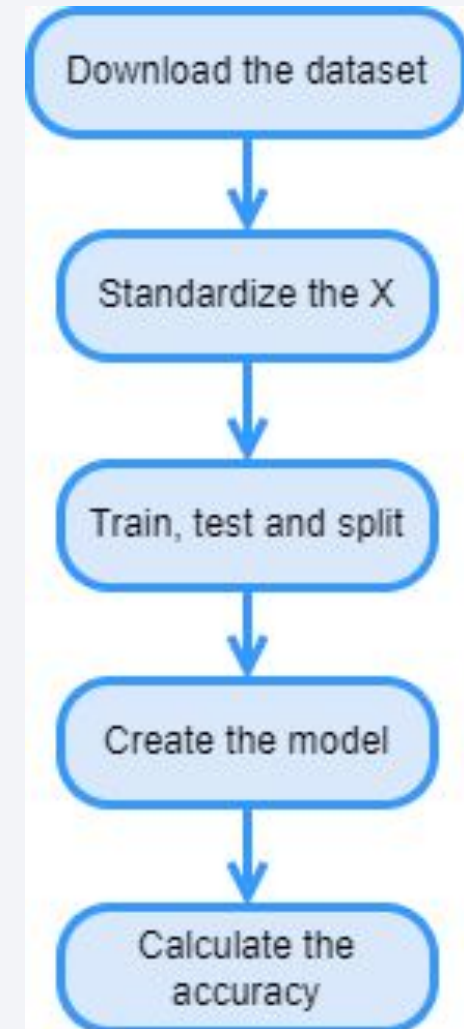 Download the dataset
Standardize the X
Train, test and split
Create the model
Calculate the
accuracy